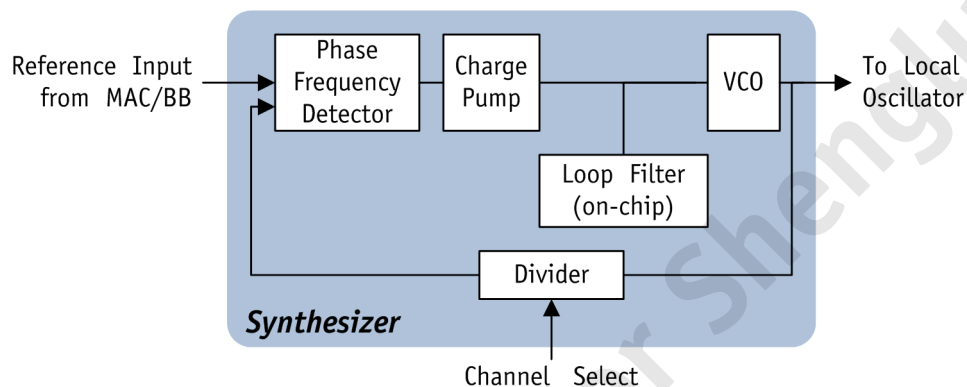 Reference Input
from MAC/BB
Phase
Frequency
Detector
Charge
Pump
VCO
To Local
Oscillator
Loop Filter
(on-chip)
Divider
Synthesizer
Channel Select